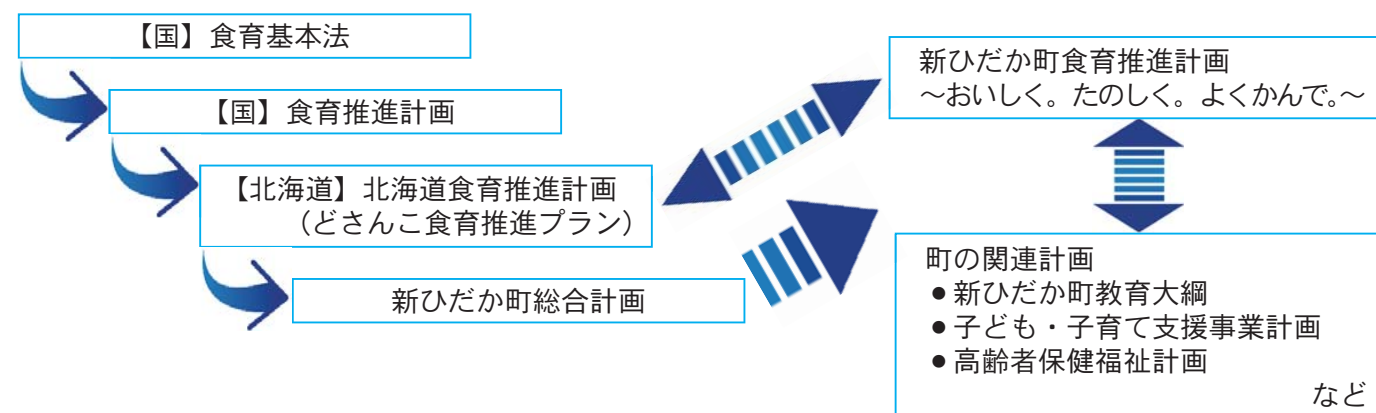 【国】食育基本法
【国】食育推進計画
【北海道】北海道食育推進計画
（どさんこ食育推進プラン）
新ひだか町総合計画
新ひだか町食育推進計画
～おいしく。たのしく。よくかんで。～
町の関連計画
●新ひだか町教育大綱
●子ども・子育て支援事業計画
●高齢者保健福祉計画
など